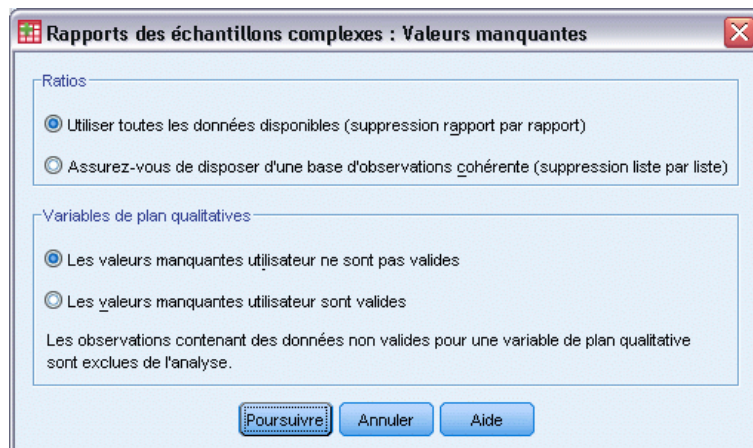 Rapports des échantillons complexes : Valeurs manquantes
Ratios
Utiliser toutes les données disponibles (suppression rapport par rapport)
Assurez-vous de disposer d'une base d'observations cohérente (suppression liste par liste)
Variables de plan qualitatives
Les valeurs manquantes utilisateur ne sont pas valides
Les valeurs manquantes utilisateur sont valides
Les observations contenant des données non valides pour une variable de plan qualitative
sont exclues de l'analyse.
Poursuivre Annuler Aide